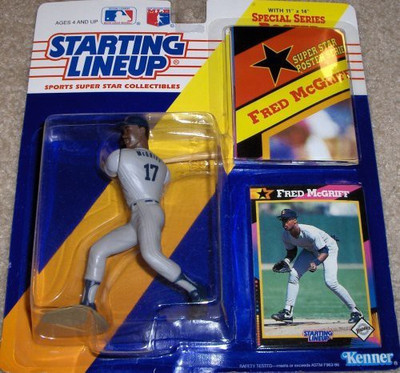 AGES 4 AND UP
WITH 11" x 14"
SPECIAL SERIES
STARTING
LINEUP
SPORTS SUPER STAR COLLECTIBLES
SUPER STAR
FRED McGRIFF
17
FRED McGRIFF
STARTING
LINEUP
Kenner